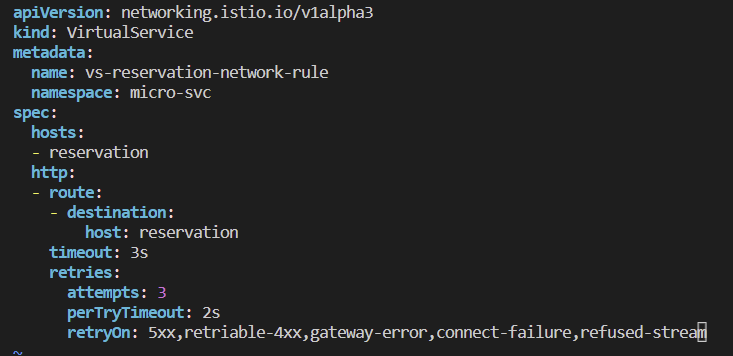 apiVersion: networking.istio.io/v1alpha3
kind: VirtualService
metadata:
  name: vs-reservation-network-rule
  namespace: micro-svc
spec:
  hosts:
  - reservation
  http:
  - route:
    - destination:
        host: reservation
    timeout: 3s
    retries:
      attempts: 3
      perTryTimeout: 2s
      retryOn: 5xx,retriable-4xx,gateway-error,connect-failure,refused-stream
~